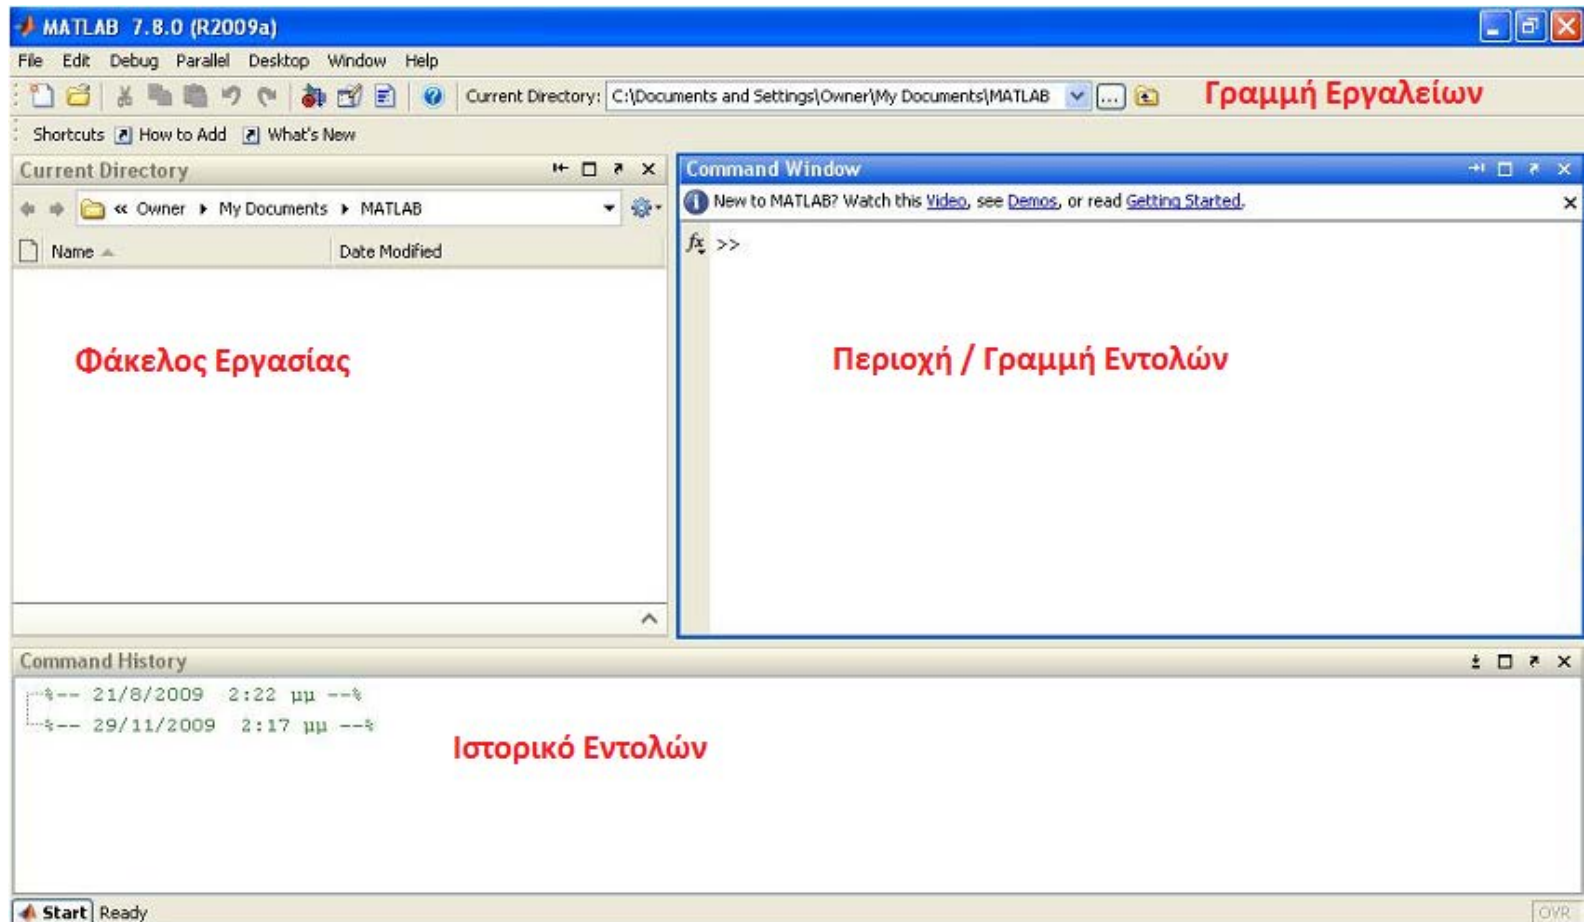 MATLAB 7.8.0 (R2009a)
File Edit Debug Parallel Desktop Window Help
Current Directory: C:\Documents and Settings\Owner\My Documents\MATLAB ... Γραμμή Εργαλείων
Shortcuts How to Add What's New
Current Directory
« Owner ▸ My Documents ▸ MATLAB
Name Date Modified
Φάκελος Εργασίας
Command Window
New to MATLAB? Watch this Video, see Demos, or read Getting Started.
fx >>
Περιοχή / Γραμμή Εντολών
Command History
%-- 21/8/2009 2:22 μμ --%
%-- 29/11/2009 2:17 μμ --%
Ιστορικό Εντολών
Start Ready
OVR